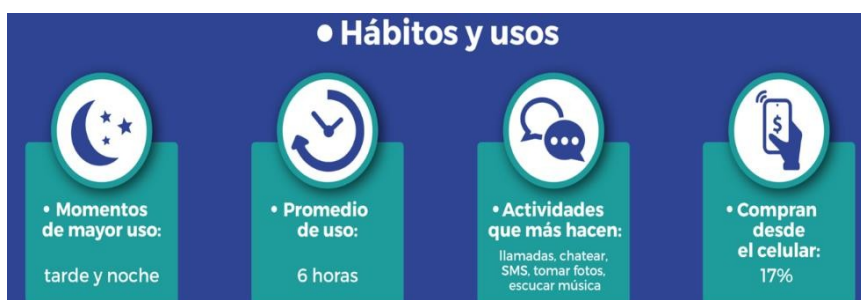 • Hábitos y usos
• Momentos
de mayor uso:
tarde y noche
• Promedio
de uso:
6 horas
• Actividades
que más hacen:
llamadas, chatear,
SMS, tomar fotos,
escucar música
• Compran
desde
el celular:
17%
$